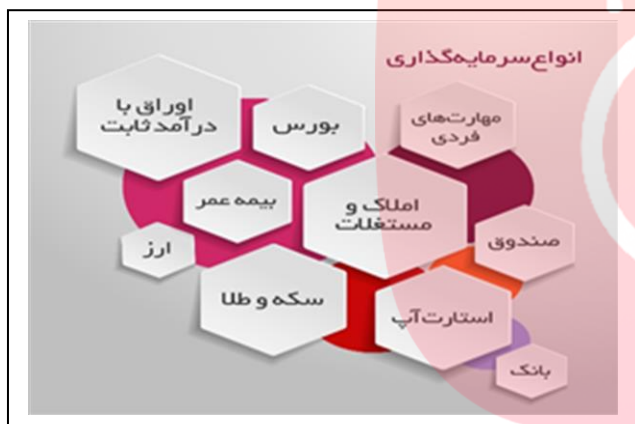 انواع سرمایه‌گذاری
مهارت‌های
فردی
بورس
اوراق با
درآمد ثابت
املاک و
مستغلات
بیمه عمر
صندوق
ارز
سکه و طلا
استارت‌آپ
بانک